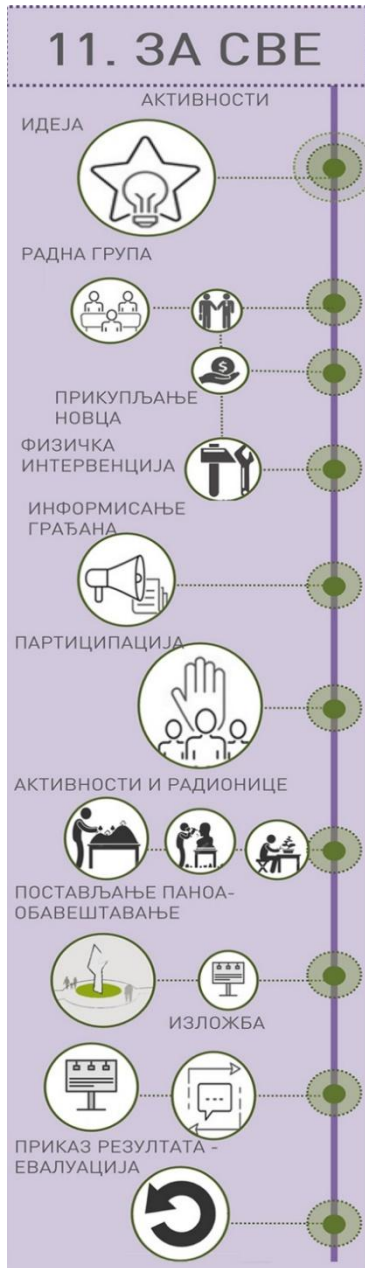 11. ЗА СВЕ
АКТИВНОСТИ
ИДЕЈА
РАДНА ГРУПА
ПРИКУПЉАЊЕ
НОВЦА
ФИЗИЧКА
ИНТЕРВЕНЦИЈА
ИНФОРМИСАЊЕ
ГРАЂАНА
ПАРТИЦИПАЦИЈА
АКТИВНОСТИ И РАДИОНИЦЕ
ПОСТАВЉАЊЕ ПАНОА-
ОБАВЕШТАВАЊЕ
ИЗЛОЖБА
ПРИКАЗ РЕЗУЛТАТА -
ЕВАЛУАЦИЈА